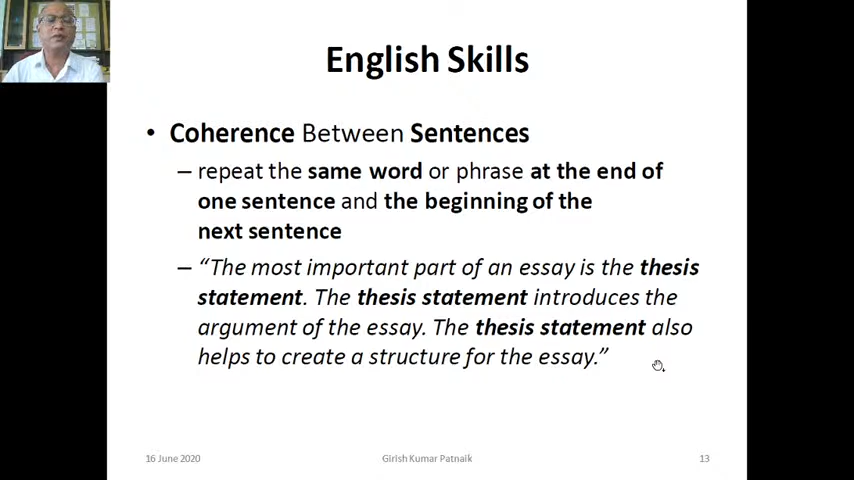 English Skills
• Coherence Between Sentences
– repeat the same word or phrase at the end of
one sentence and the beginning of the
next sentence
– “The most important part of an essay is the thesis
statement. The thesis statement introduces the
argument of the essay. The thesis statement also
helps to create a structure for the essay.”
16 June 2020
Girish Kumar Patnaik
13